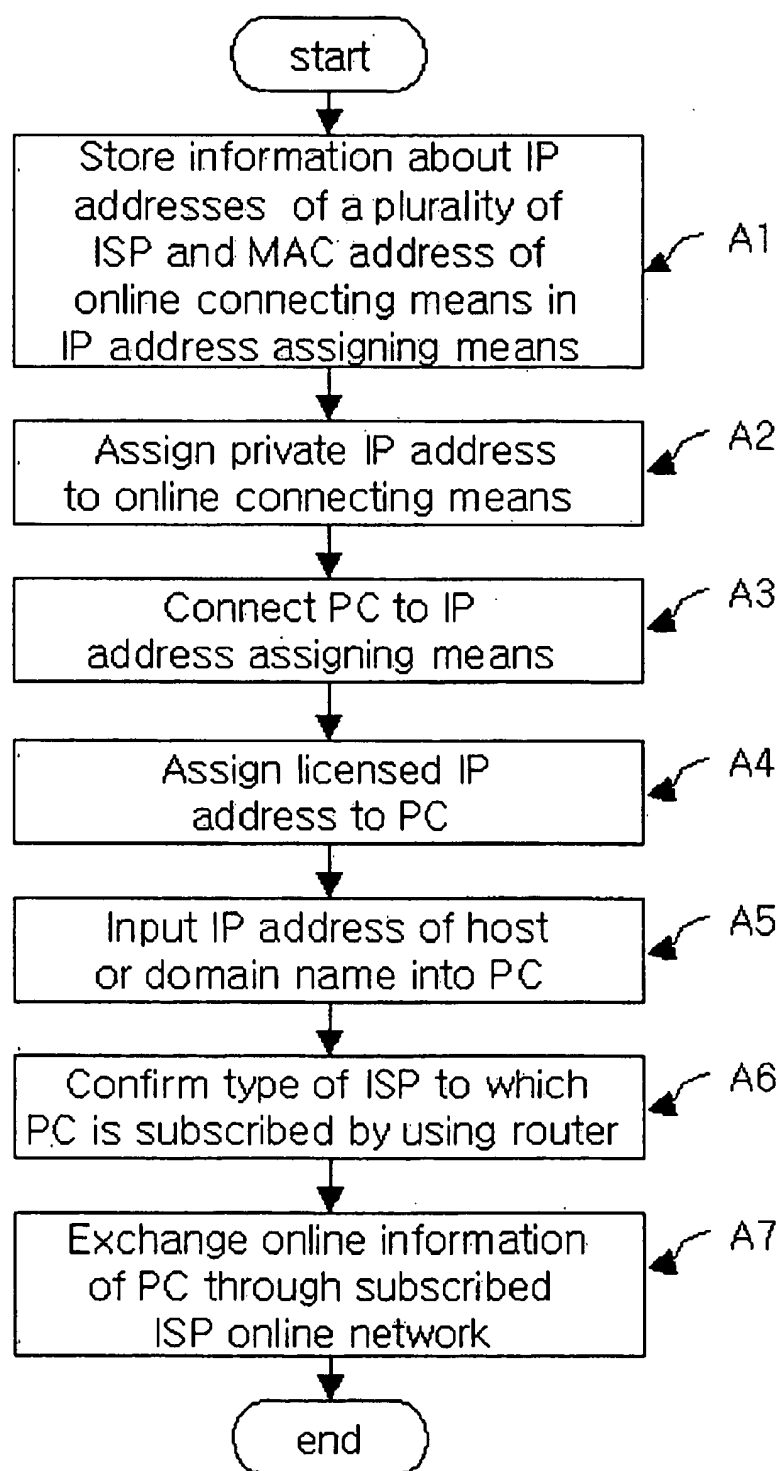 start
Store information about IP
addresses of a plurality of
ISP and MAC address of
online connecting means in
IP address assigning means
A1
Assign private IP address
to online connecting means
A2
Connect PC to IP
address assigning means
A3
Assign licensed IP
address to PC
A4
Input IP address of host
or domain name into PC
A5
Confirm type of ISP to which
PC is subscribed by using router
A6
Exchange online information
of PC through subscribed
ISP online network
A7
end